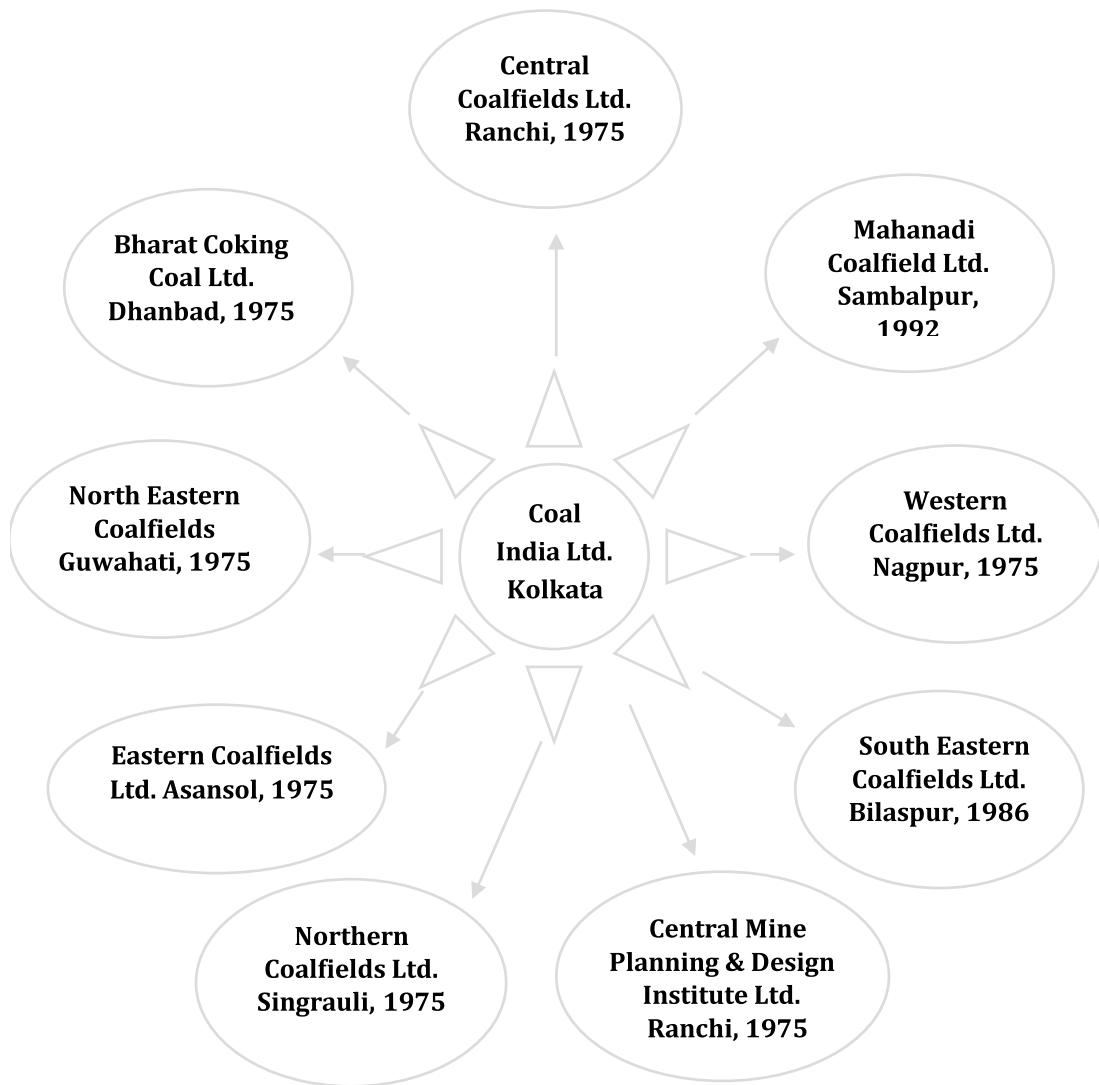 Central
Coalfields Ltd.
Ranchi, 1975
Bharat Coking
Coal Ltd.
Dhanbad, 1975
Mahanadi
Coalfield Ltd.
Sambalpur,
1992
North Eastern
Coalfields
Guwahati, 1975
Coal
India Ltd.
Kolkata
Western
Coalfields Ltd.
Nagpur, 1975
Eastern Coalfields
Ltd. Asansol, 1975
South Eastern
Coalfields Ltd.
Bilaspur, 1986
Northern
Coalfields Ltd.
Singrauli, 1975
Central Mine
Planning & Design
Institute Ltd.
Ranchi, 1975